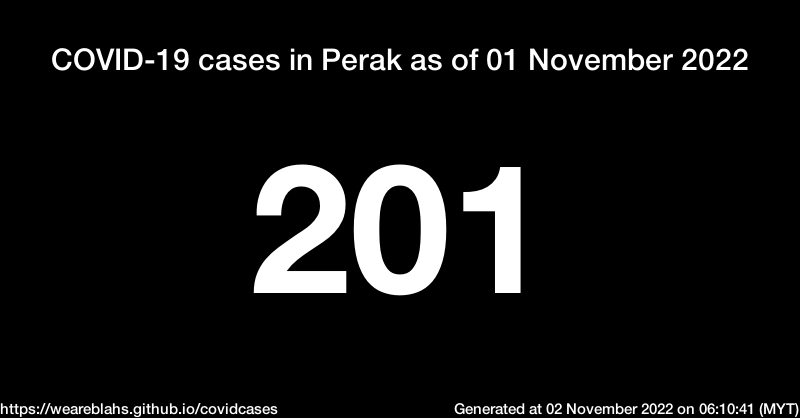 COVID-19 cases in Perak as of 01 November 2022
201
https://weareblahs.github.io/covidcases
Generated at 02 November 2022 on 06:10:41 (MYT)